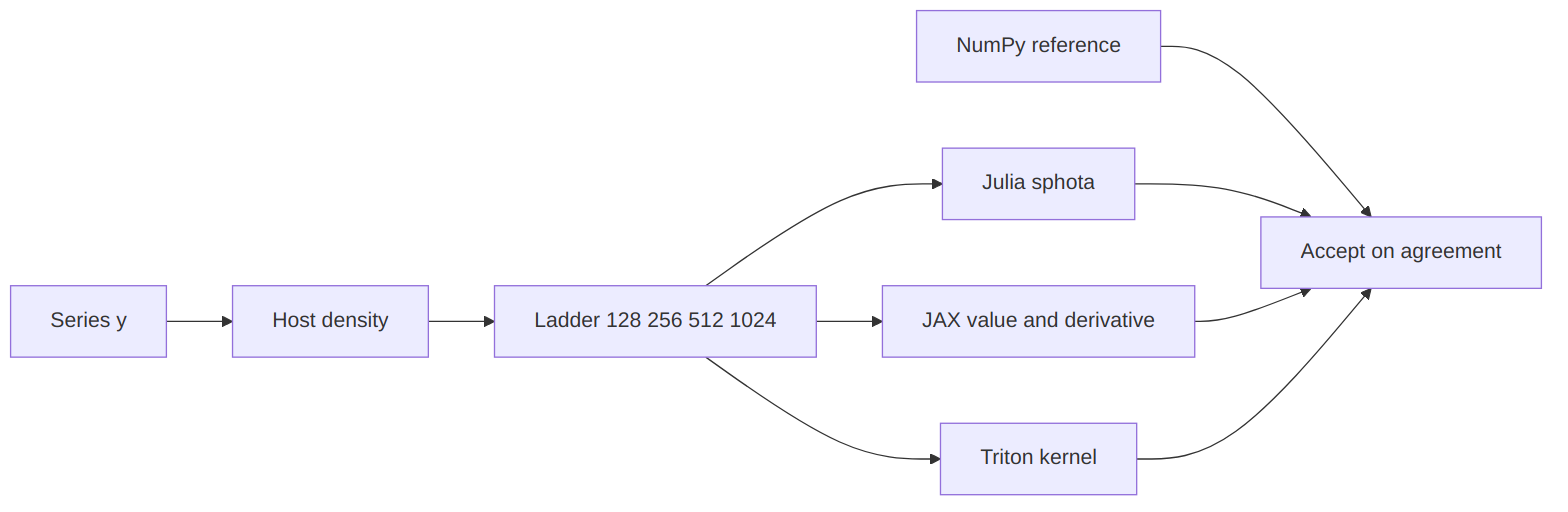 NumPy reference
Julia sphota
Accept on agreement
Series y
Host density
Ladder 128 256 512 1024
JAX value and derivative
Triton kernel